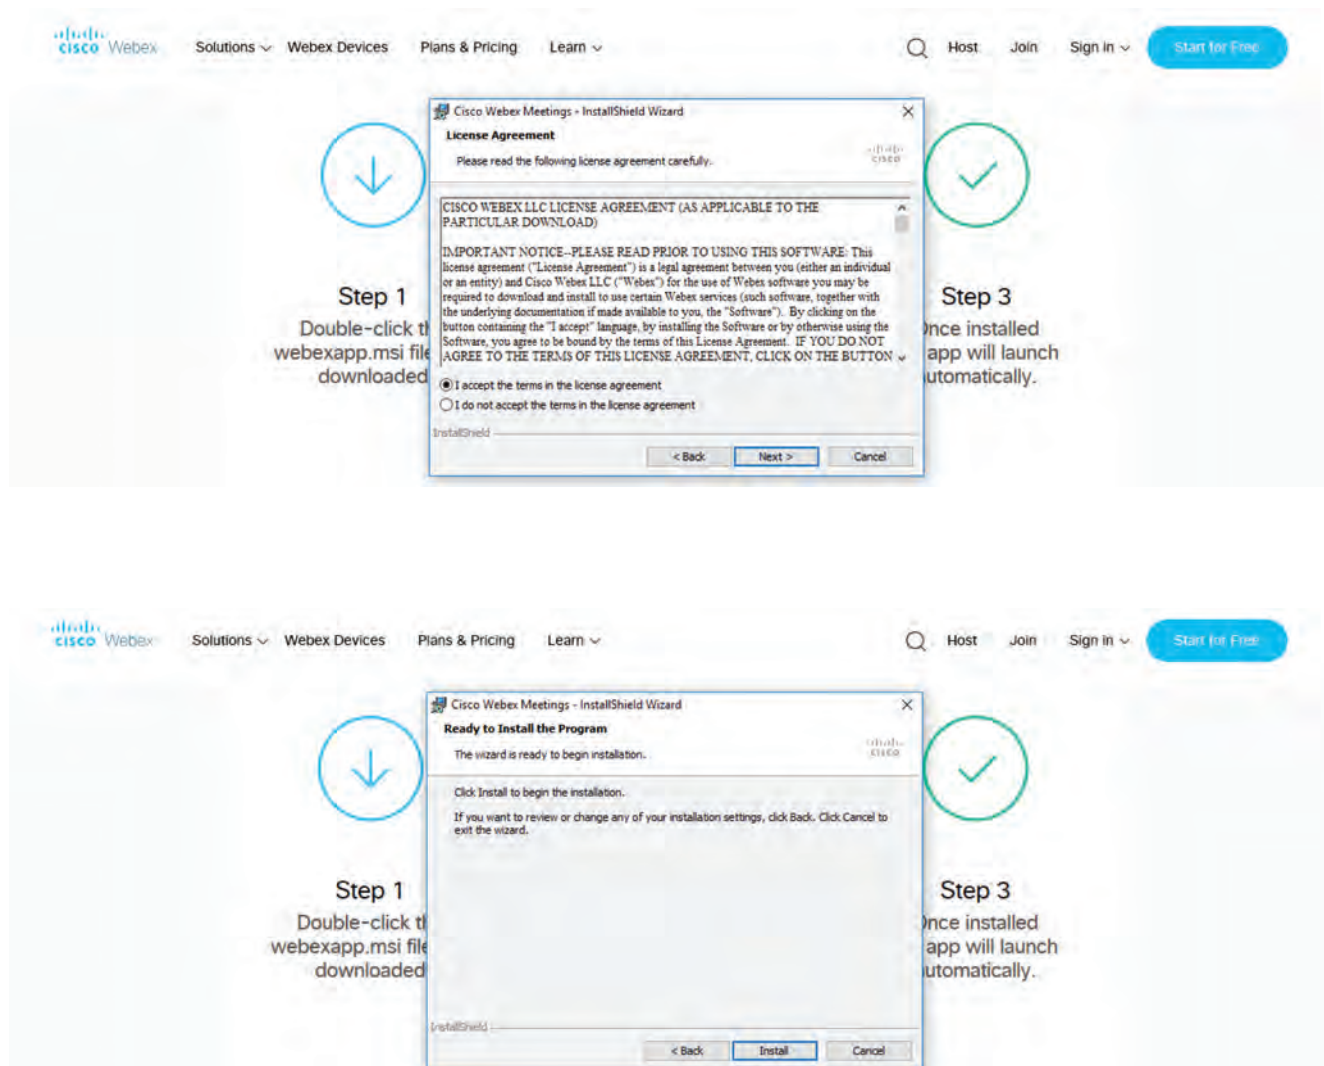 cisco Webex Solutions Webex Devices Plans & Pricing Learn Host Join Sign in Start for Free
Cisco Webex Meetings - InstallShield Wizard
License Agreement
Please read the following license agreement carefully.
cisco
CISCO WEBEX LLC LICENSE AGREEMENT (AS APPLICABLE TO THE
PARTICULAR DOWNLOAD)
IMPORTANT NOTICE--PLEASE READ PRIOR TO USING THIS SOFTWARE: This
license agreement ("License Agreement") is a legal agreement between you (either an individual
or an entity) and Cisco Webex LLC ("Webex") for the use of Webex software you may be
required to download and install to use certain Webex services (such software, together with
the underlying documentation if made available to you, the "Software"). By clicking on the
button containing the "I accept" language, by installing the Software or by otherwise using the
Software, you agree to be bound by the terms of this License Agreement. IF YOU DO NOT
AGREE TO THE TERMS OF THIS LICENSE AGREEMENT, CLICK ON THE BUTTON
I accept the terms in the license agreement
I do not accept the terms in the license agreement
InstallShield
< Back Next > Cancel
Step 1
Double-click th
webexapp.msi file
downloaded
Step 3
Once installed
app will launch
automatically.
cisco Webex Solutions Webex Devices Plans & Pricing Learn Host Join Sign in Start for Free
Cisco Webex Meetings - InstallShield Wizard
Ready to Install the Program
The wizard is ready to begin installation.
cisco
Click Install to begin the installation.
If you want to review or change any of your installation settings, click Back. Click Cancel to
exit the wizard.
InstallShield
< Back Install Cancel
Step 1
Double-click th
webexapp.msi file
downloaded
Step 3
Once installed
app will launch
automatically.